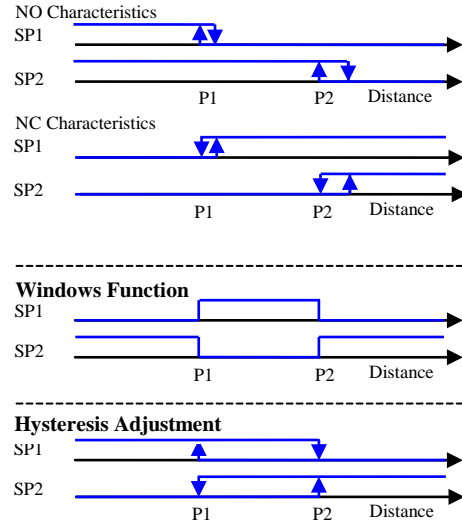 NO Characteristics
SP1
SP2
P1 P2 Distance
NC Characteristics
SP1
SP2
P1 P2 Distance
Windows Function
SP1
SP2
P1 P2 Distance
Hysteresis Adjustment
SP1
SP2
P1 P2 Distance